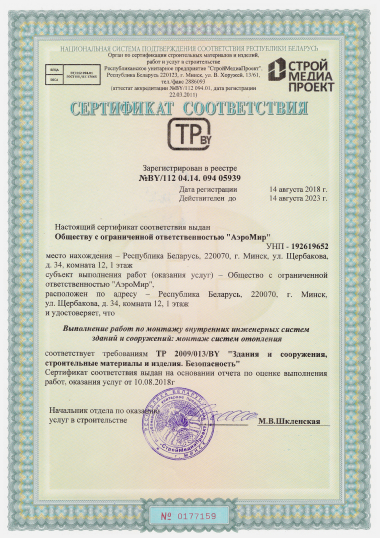 НАЦИОНАЛЬНАЯ СИСТЕМА ПОДТВЕРЖДЕНИЯ СООТВЕТСТВИЯ РЕСПУБЛИКИ БЕЛАРУСЬ
Орган по сертификации строительных материалов и изделий,
работ и услуг в строительстве
Республиканское унитарное предприятие "СтройМедиаПроект",
Республика Беларусь 220123, г. Минск, ул. В. Хоружей, 13/61,
тел./факс 2886093
(аттестат аккредитации №BY/112 094.01, дата регистрации
22.03.2011)
СТРОЙ
МЕДИА
ПРОЕКТ
СЕРТИФИКАТ СООТВЕТСТВИЯ
ТР BY
Зарегистрирован в реестре
№BY/112 04.14. 094 05939
Дата регистрации 14 августа 2018 г.
Действителен до 14 августа 2023 г.
Настоящий сертификат соответствия выдан
Обществу с ограниченной ответственностью "АэроМир"
УНП - 192619652
место нахождения – Республика Беларусь, 220070, г. Минск, ул. Щербакова,
д. 34, комната 12, 1 этаж
субъект выполнения работ (оказания услуг) – Общество с ограниченной
ответственностью "АэроМир",
расположен по адресу – Республика Беларусь, 220070, г. Минск,
ул. Щербакова, д. 34, комната 12, 1 этаж
и удостоверяет, что
Выполнение работ по монтажу внутренних инженерных систем
зданий и сооружений: монтаж систем отопления
соответствует требованиям ТР 2009/013/BY "Здания и сооружения,
строительные материалы и изделия. Безопасность"
Сертификат соответствия выдан на основании отчета по оценке выполнения
работ, оказания услуг от 10.08.2018г
Начальник отдела по оказанию
услуг в строительстве
М.В.Шкленская
№ 0177159